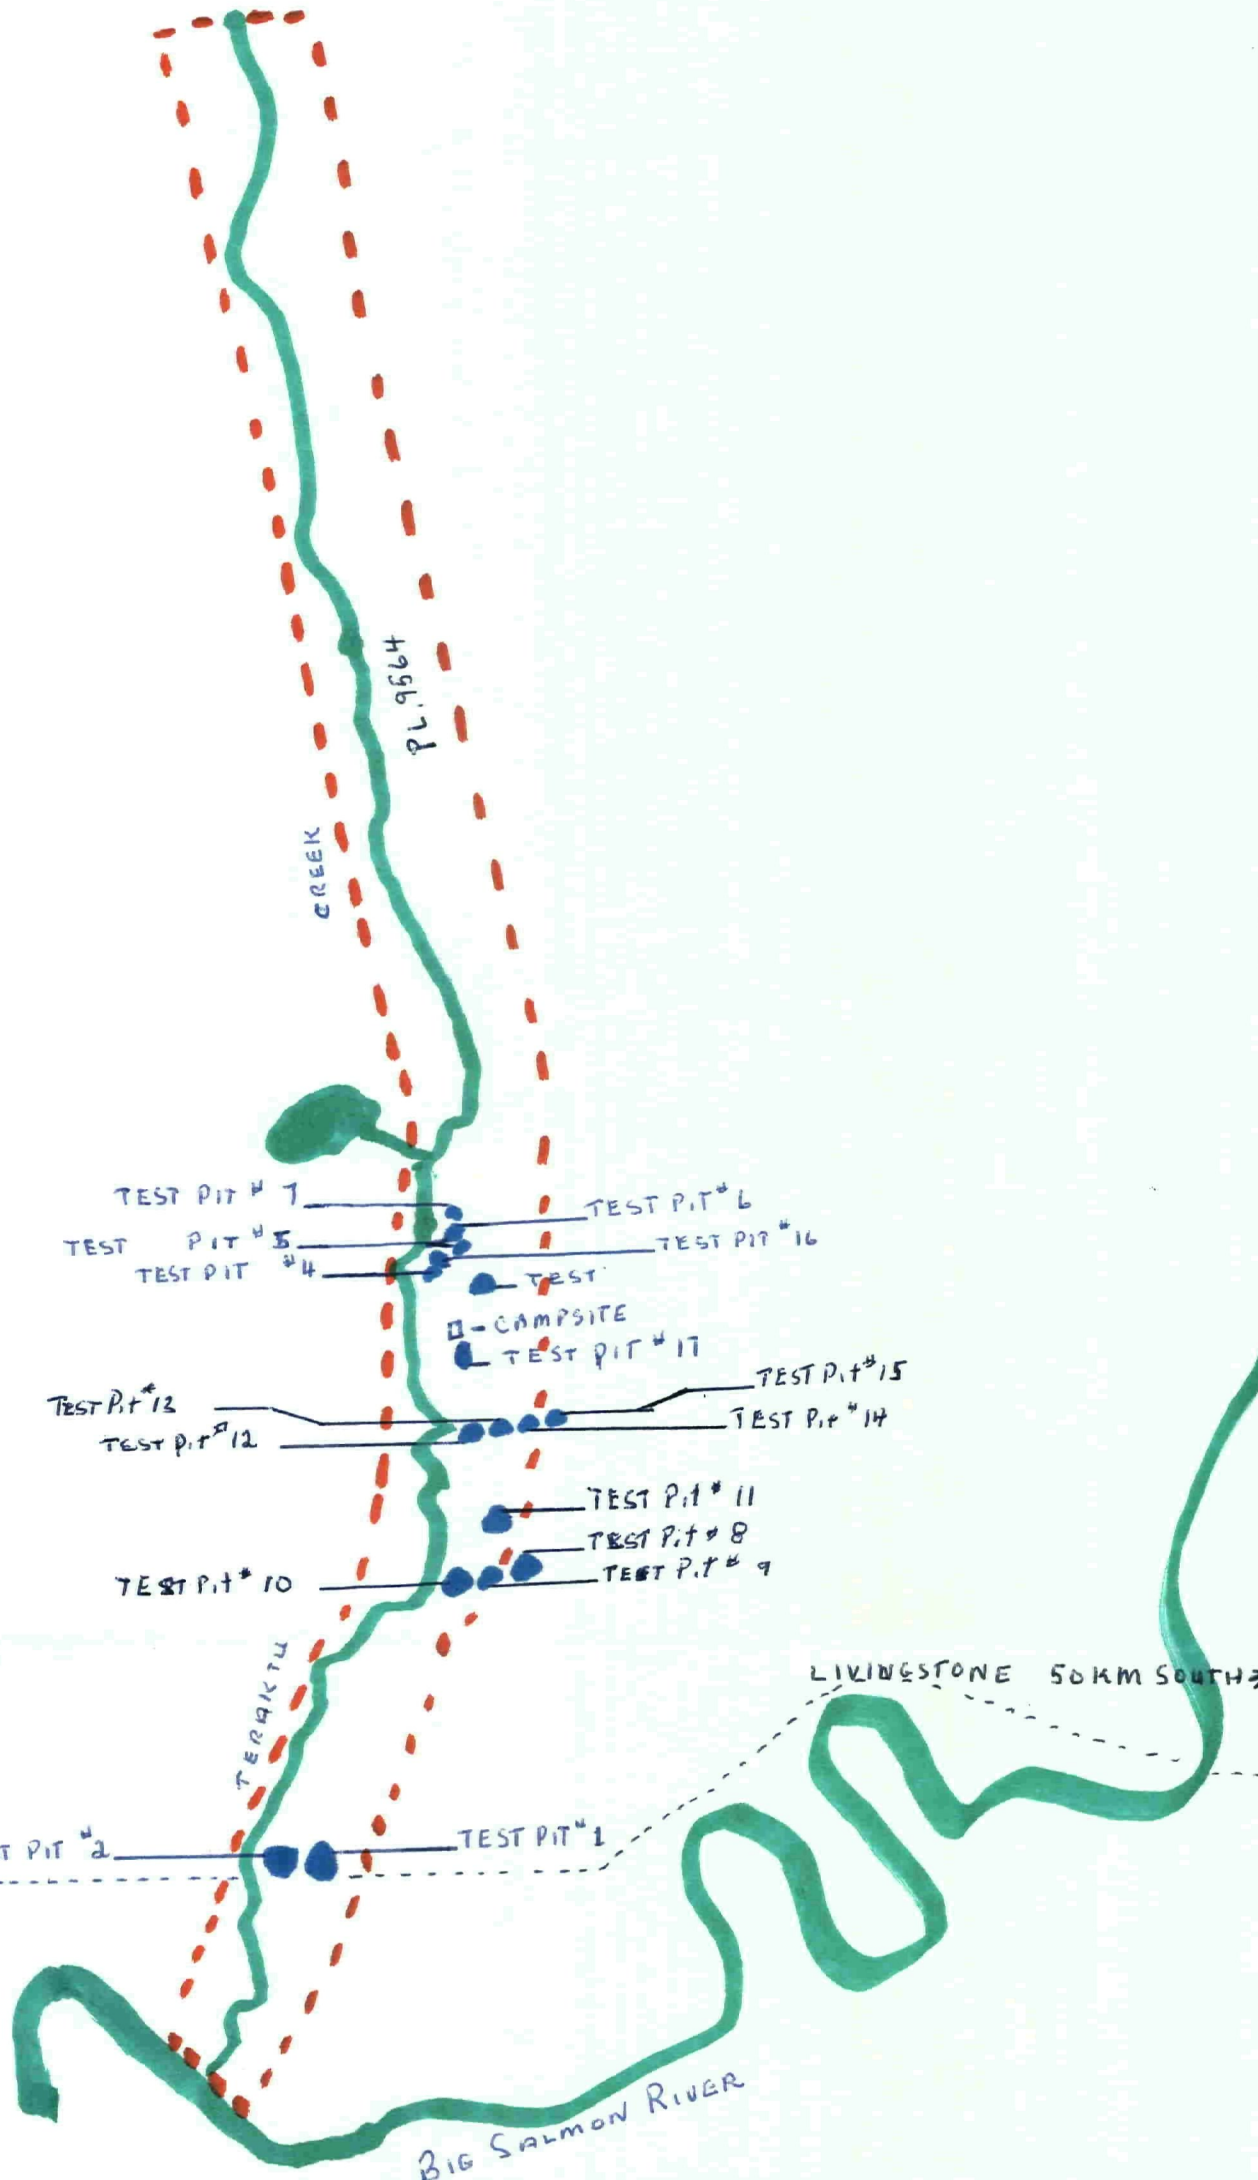 PL.9564
CREEK
TEST PIT # 7
TEST PIT # 6
TEST PIT # 5
TEST PIT # 16
TEST PIT #4
TEST
CAMPSITE
TEST PIT # 17
TEST Pit # 15
TEST Pit # 13
TEST Pit # 14
TEST Pit # 12
TEST Pit # 11
TEST Pit # 8
TEST Pit # 9
TEST Pit # 10
TERAKTU
LIVINGSTONE 50 KM SOUTH
T PIT #2
TEST PIT #1
BIG SALMON RIVER